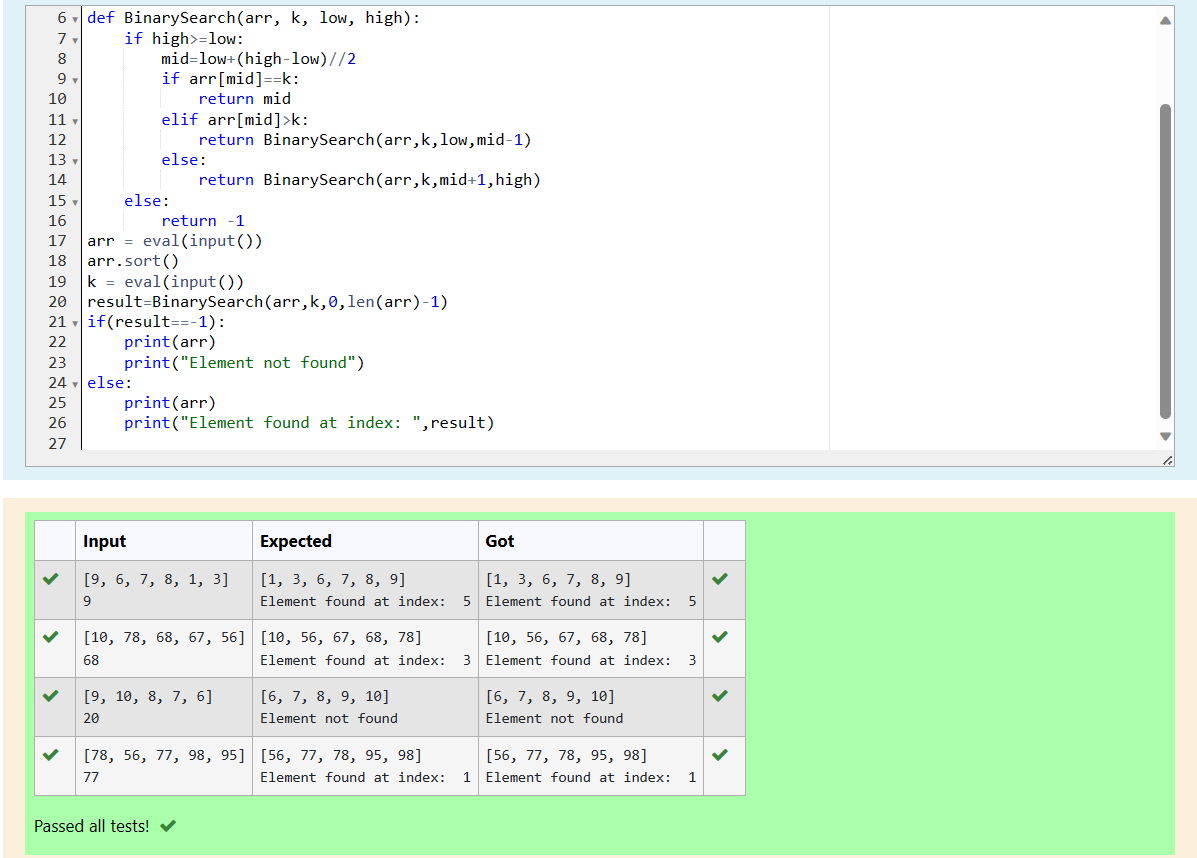 6 def BinarySearch(arr, k, low, high):
7     if high>=low:
8         mid=low+(high-low)//2
9         if arr[mid]==k:
10             return mid
11         elif arr[mid]>k:
12             return BinarySearch(arr,k,low,mid-1)
13         else:
14             return BinarySearch(arr,k,mid+1,high)
15     else:
16         return -1
17 arr = eval(input())
18 arr.sort()
19 k = eval(input())
20 result=BinarySearch(arr,k,0,len(arr)-1)
21 if(result==-1):
22     print(arr)
23     print("Element not found")
24 else:
25     print(arr)
26     print("Element found at index: ",result)
27
Input Expected Got
[9, 6, 7, 8, 1, 3] [1, 3, 6, 7, 8, 9] [1, 3, 6, 7, 8, 9]
9 Element found at index:  5 Element found at index:  5
[10, 78, 68, 67, 56] [10, 56, 67, 68, 78] [10, 56, 67, 68, 78]
68 Element found at index:  3 Element found at index:  3
[9, 10, 8, 7, 6] [6, 7, 8, 9, 10] [6, 7, 8, 9, 10]
20 Element not found Element not found
[78, 56, 77, 98, 95] [56, 77, 78, 95, 98] [56, 77, 78, 95, 98]
77 Element found at index:  1 Element found at index:  1
Passed all tests!